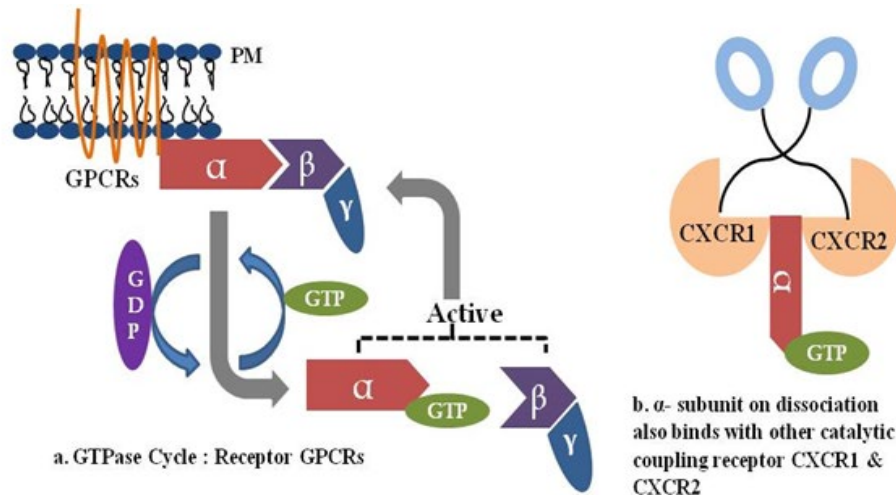 PM
GPCRs
α
β
γ
G
D
P
GTP
Active
α
GTP
β
γ
a. GTPase Cycle : Receptor GPCRs
CXCR1
CXCR2
α
GTP
b. α- subunit on dissociation
also binds with other catalytic
coupling receptor CXCR1 &
CXCR2